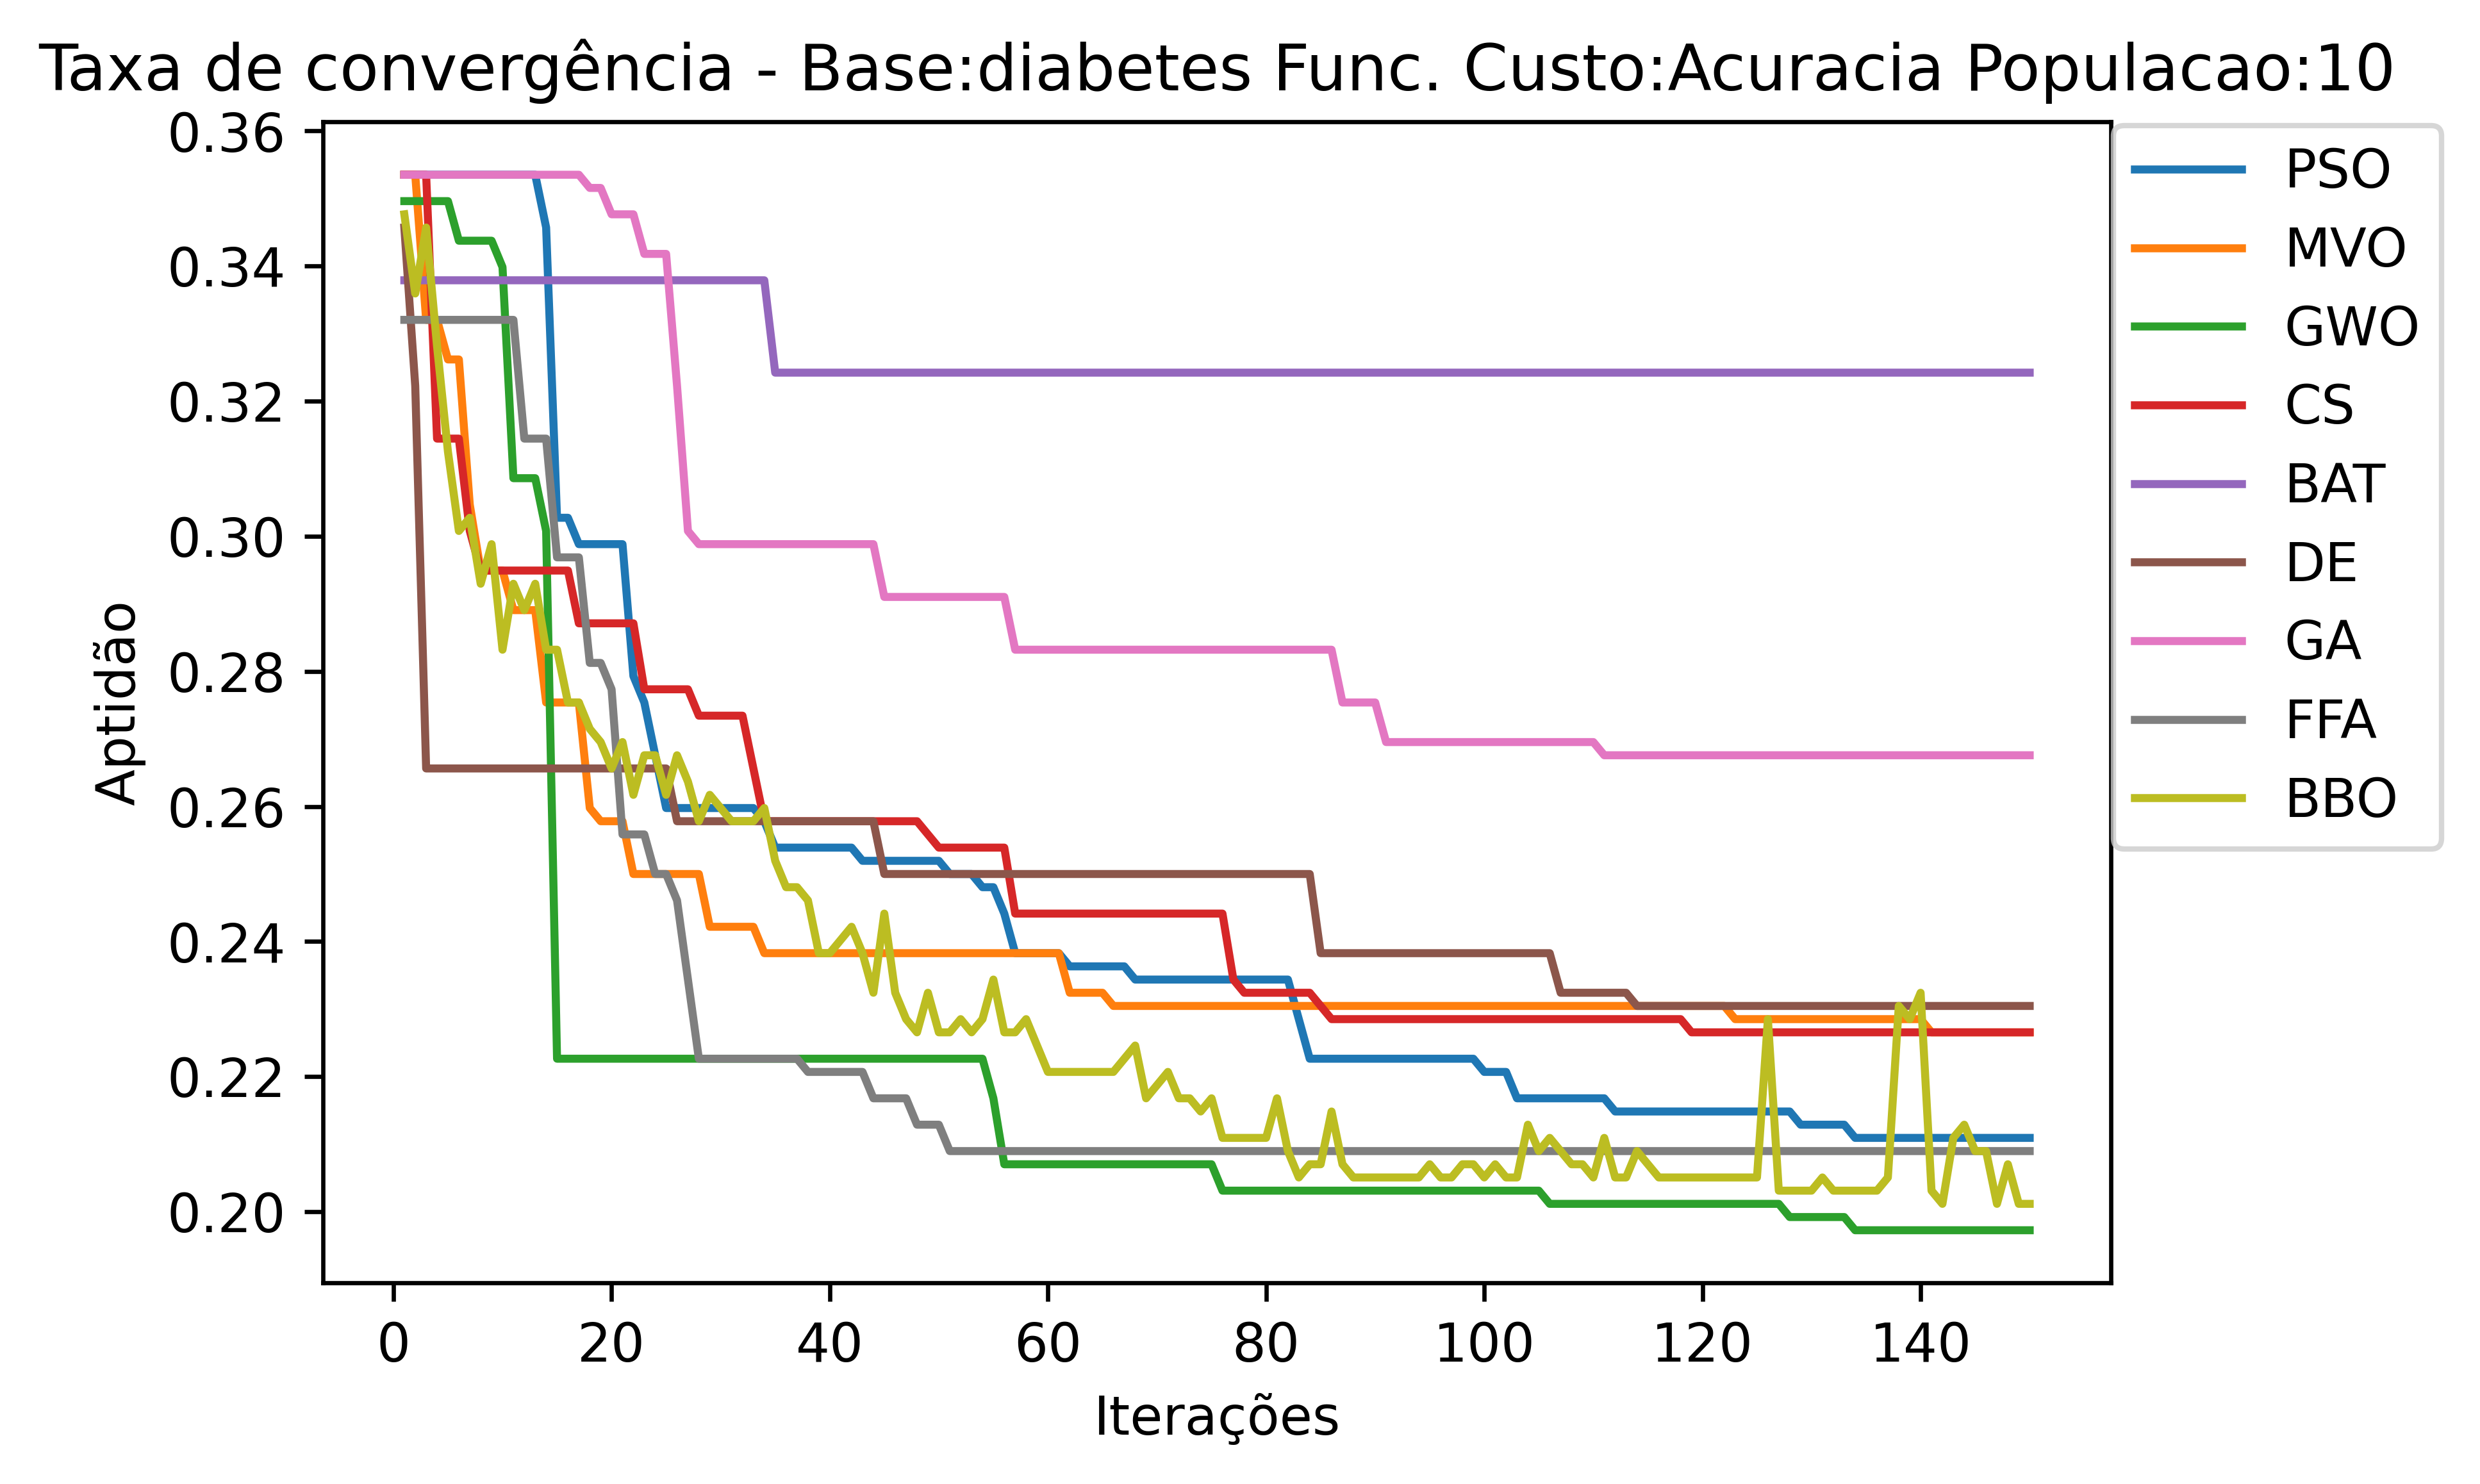 Taxa de convergência - Base:diabetes Func. Custo:Acuracia Populacao:10
0.36
0.34
0.32
0.30
0.28
0.26
0.24
0.22
0.20
Aptidão
0 20 40 60 80 100 120 140
Iterações
PSO
MVO
GWO
CS
BAT
DE
GA
FFA
BBO